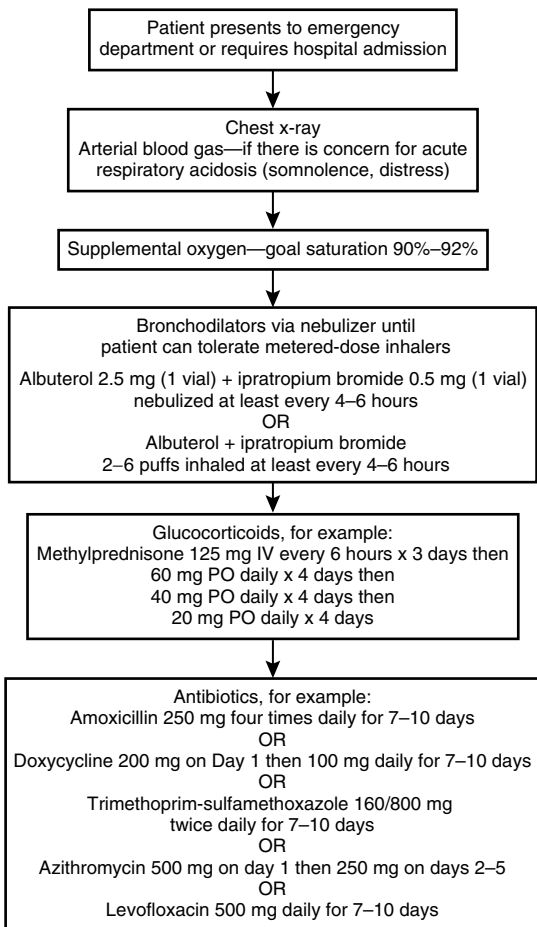 Patient presents to emergency
department or requires hospital admission
Chest x-ray
Arterial blood gas—if there is concern for acute
respiratory acidosis (somnolence, distress)
Supplemental oxygen—goal saturation 90%–92%
Bronchodilators via nebulizer until
patient can tolerate metered-dose inhalers
Albuterol 2.5 mg (1 vial) + ipratropium bromide 0.5 mg (1 vial)
nebulized at least every 4–6 hours
OR
Albuterol + ipratropium bromide
2–6 puffs inhaled at least every 4–6 hours
Glucocorticoids, for example:
Methylprednisone 125 mg IV every 6 hours x 3 days then
60 mg PO daily x 4 days then
40 mg PO daily x 4 days then
20 mg PO daily x 4 days
Antibiotics, for example:
Amoxicillin 250 mg four times daily for 7–10 days
OR
Doxycycline 200 mg on Day 1 then 100 mg daily for 7–10 days
OR
Trimethoprim-sulfamethoxazole 160/800 mg
twice daily for 7–10 days
OR
Azithromycin 500 mg on day 1 then 250 mg on days 2–5
OR
Levofloxacin 500 mg daily for 7–10 days